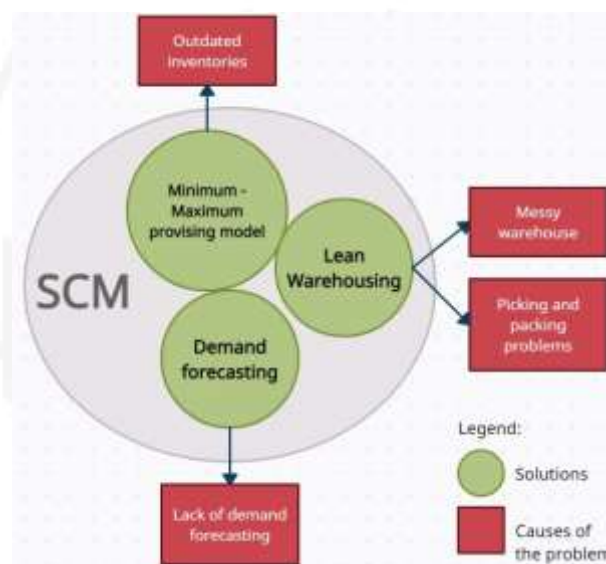 Outdated
inventories
Minimum -
Maximum
provising model
Lean
Warehousing
Messy
warehouse
SCM
Picking and
packing
problems
Demand
forecasting
Legend:
Solutions
Lack of demand
forecasting
Causes of
the problem